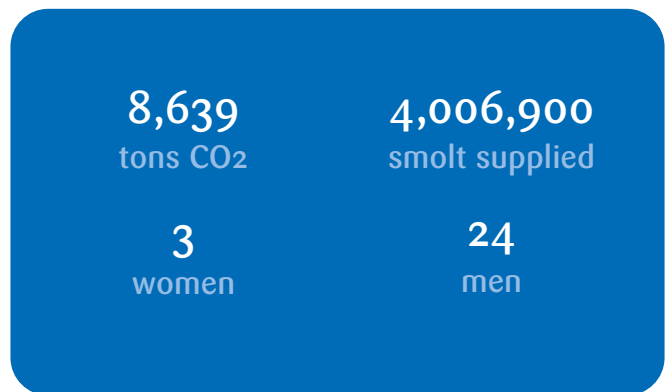 8,639
tons CO2
4,006,900
smolt supplied
3
women
24
men